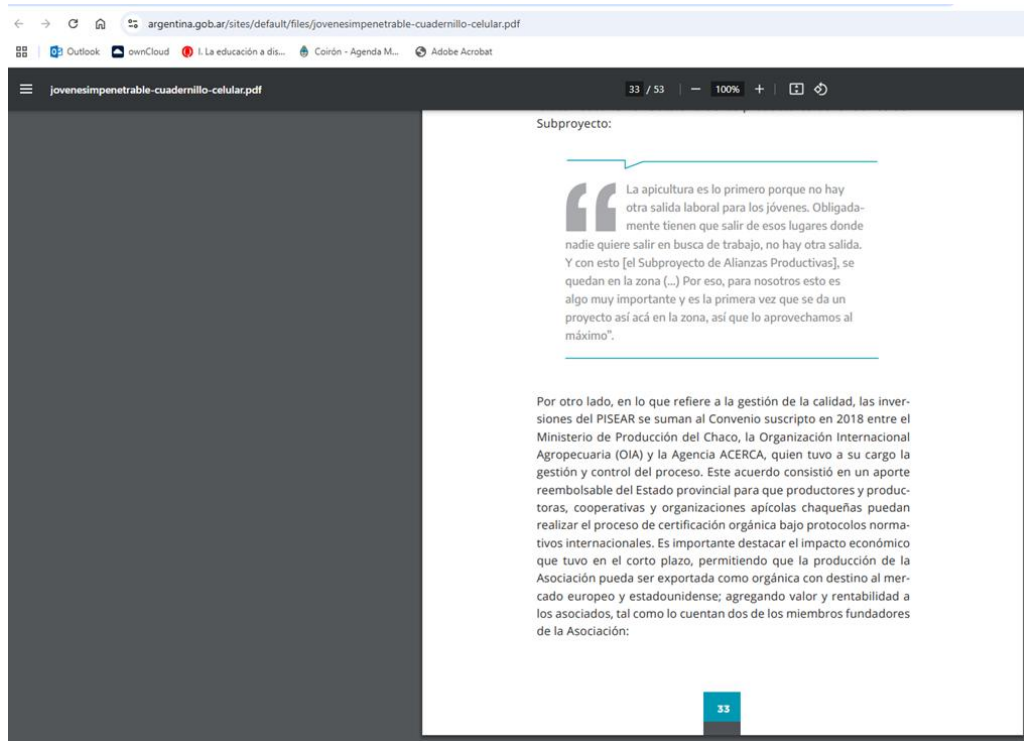 argentina.gob.ar/sites/default/files/jovenesimpenetrable-cuadernillo-celular.pdf
Outlook ownCloud I. La educación a dis... Coirón - Agenda M... Adobe Acrobat
jovenesimpenetrable-cuadernillo-celular.pdf 33 / 53 100%
Subproyecto:
“La apicultura es lo primero porque no hay
otra salida laboral para los jóvenes. Obligada-
mente tienen que salir de esos lugares donde
nadie quiere salir en busca de trabajo, no hay otra salida.
Y con esto [el Subproyecto de Alianzas Productivas], se
quedan en la zona (...) Por eso, para nosotros esto es
algo muy importante y es la primera vez que se da un
proyecto así acá en la zona, así que lo aprovechamos al
máximo”.
Por otro lado, en lo que refiere a la gestión de la calidad, las inver-
siones del PISEAR se suman al Convenio suscripto en 2018 entre el
Ministerio de Producción del Chaco, la Organización Internacional
Agropecuaria (OIA) y la Agencia ACERCA, quien tuvo a su cargo la
gestión y control del proceso. Este acuerdo consistió en un aporte
reembolsable del Estado provincial para que productores y produc-
toras, cooperativas y organizaciones apícolas chaqueñas puedan
realizar el proceso de certificación orgánica bajo protocolos norma-
tivos internacionales. Es importante destacar el impacto económico
que tuvo en el corto plazo, permitiendo que la producción de la
Asociación pueda ser exportada como orgánica con destino al mer-
cado europeo y estadounidense; agregando valor y rentabilidad a
los asociados, tal como lo cuentan dos de los miembros fundadores
de la Asociación:
33